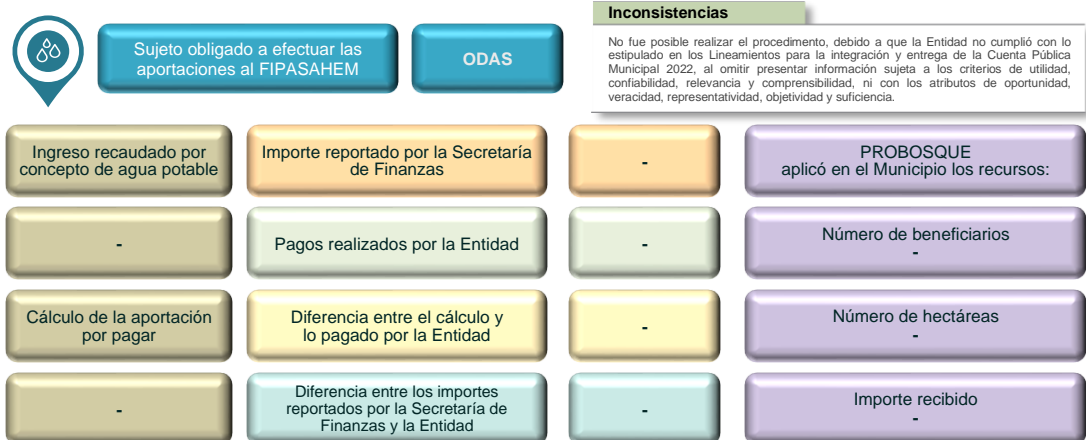 Sujeto obligado a efectuar las
aportaciones al FIPASAHEM
ODAS
Inconsistencias
No fue posible realizar el procedimiento, debido a que la Entidad no cumplió con lo
estipulado en los Lineamientos para la integración y entrega de la Cuenta Pública
Municipal 2022, al omitir presentar información sujeta a los criterios de utilidad,
confiabilidad, relevancia y comprensibilidad, ni con los atributos de oportunidad,
veracidad, representatividad, objetividad y suficiencia.
Ingreso recaudado por
concepto de agua potable
Importe reportado por la Secretaría
de Finanzas
-
PROBOSQUE
aplicó en el Municipio los recursos:
-
Pagos realizados por la Entidad
-
Número de beneficiarios
-
Cálculo de la aportación
por pagar
Diferencia entre el cálculo y
lo pagado por la Entidad
-
Número de hectáreas
-
-
Diferencia entre los importes
reportados por la Secretaría de
Finanzas y la Entidad
-
Importe recibido
-